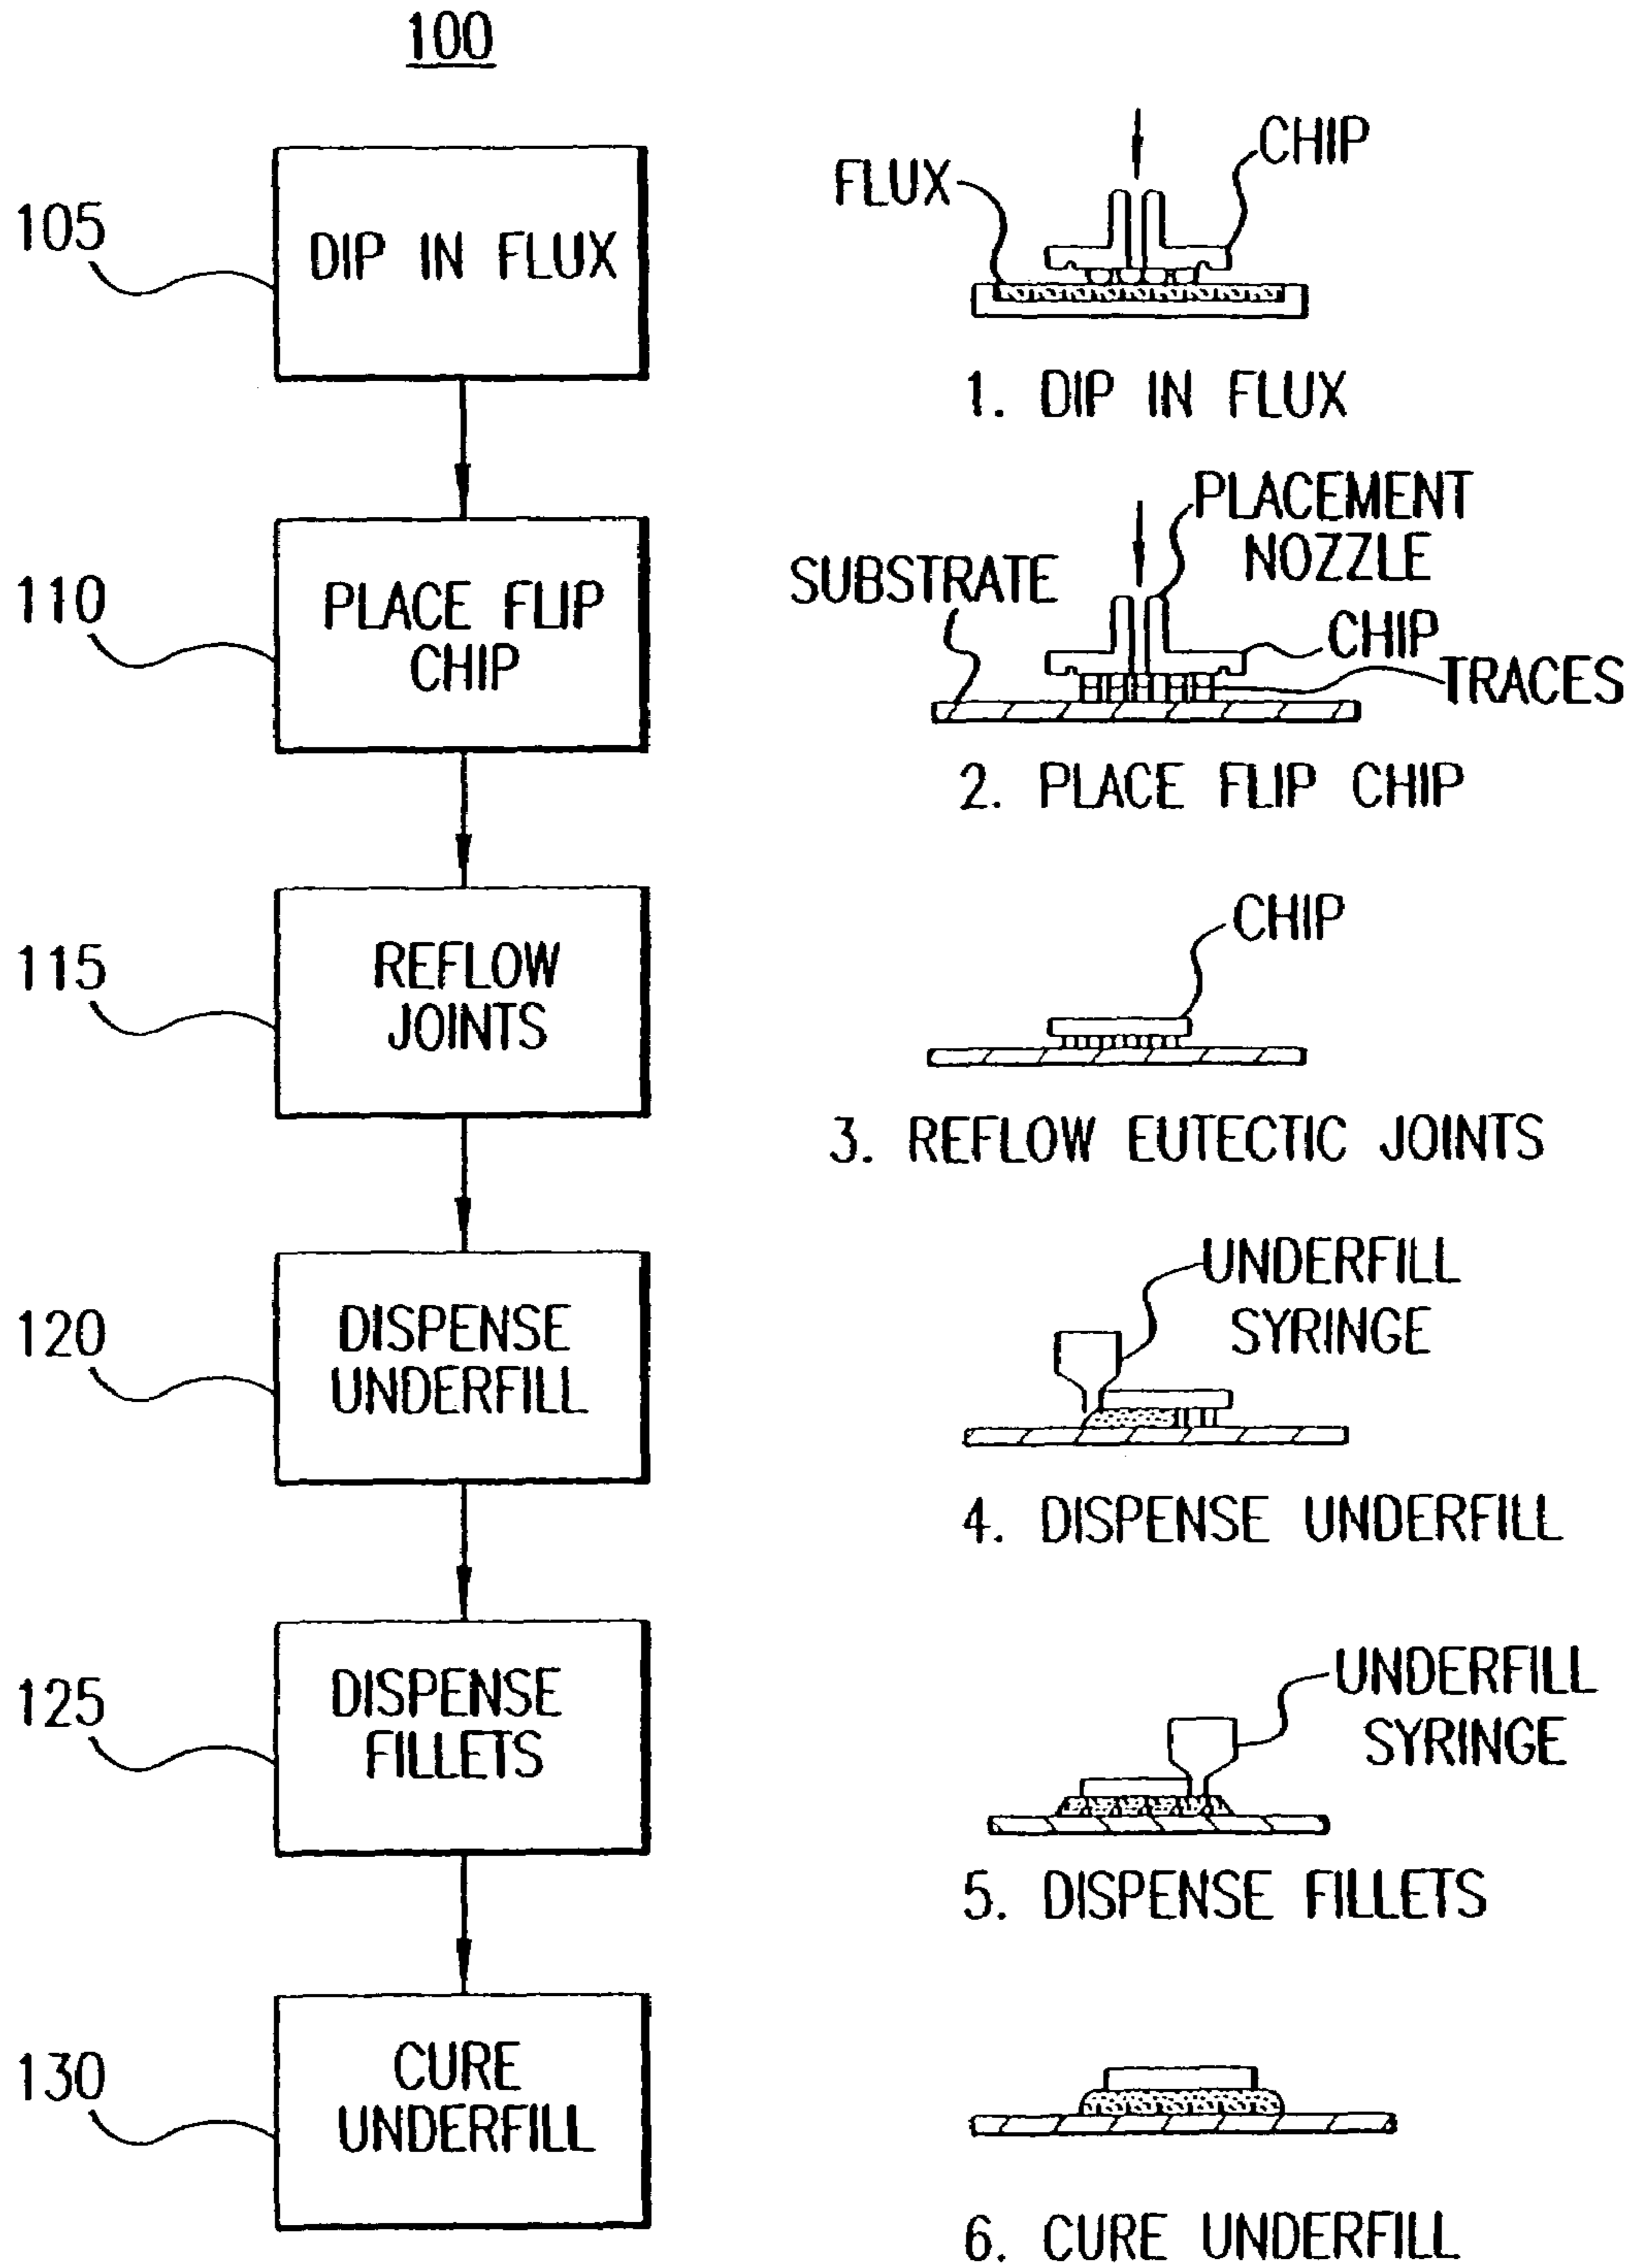 100
105
DIP IN FLUX
FLUX
CHIP
1. DIP IN FLUX
110
PLACE FLIP
CHIP
PLACEMENT
NOZZLE
SUBSTRATE
CHIP
TRACES
2. PLACE FLIP CHIP
115
REFLOW
JOINTS
CHIP
3. REFLOW EUTECTIC JOINTS
120
DISPENSE
UNDERFILL
UNDERFILL
SYRINGE
4. DISPENSE UNDERFILL
125
DISPENSE
FILLETS
UNDERFILL
SYRINGE
5. DISPENSE FILLETS
130
CURE
UNDERFILL
6. CURE UNDERFILL